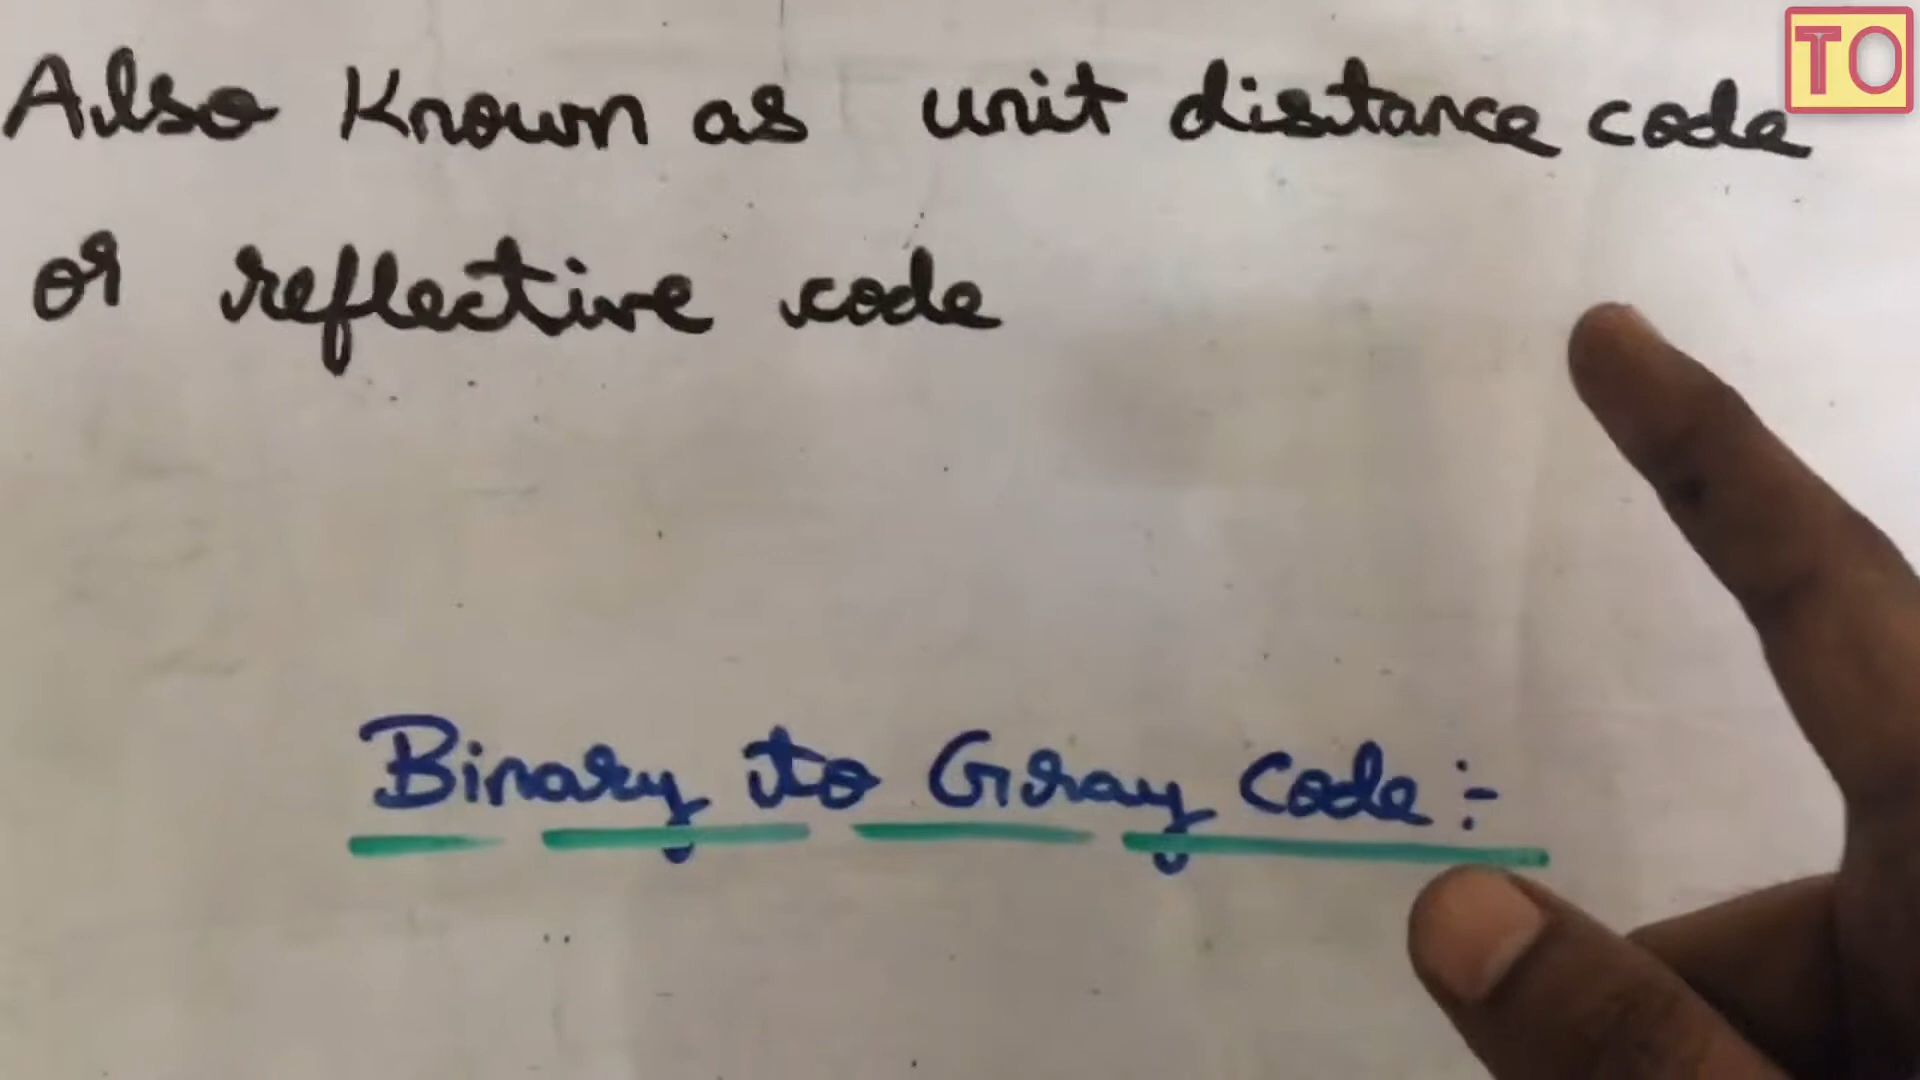 TO
Also Known as unit distance code
or reflective code
Binary to Gray Code :-